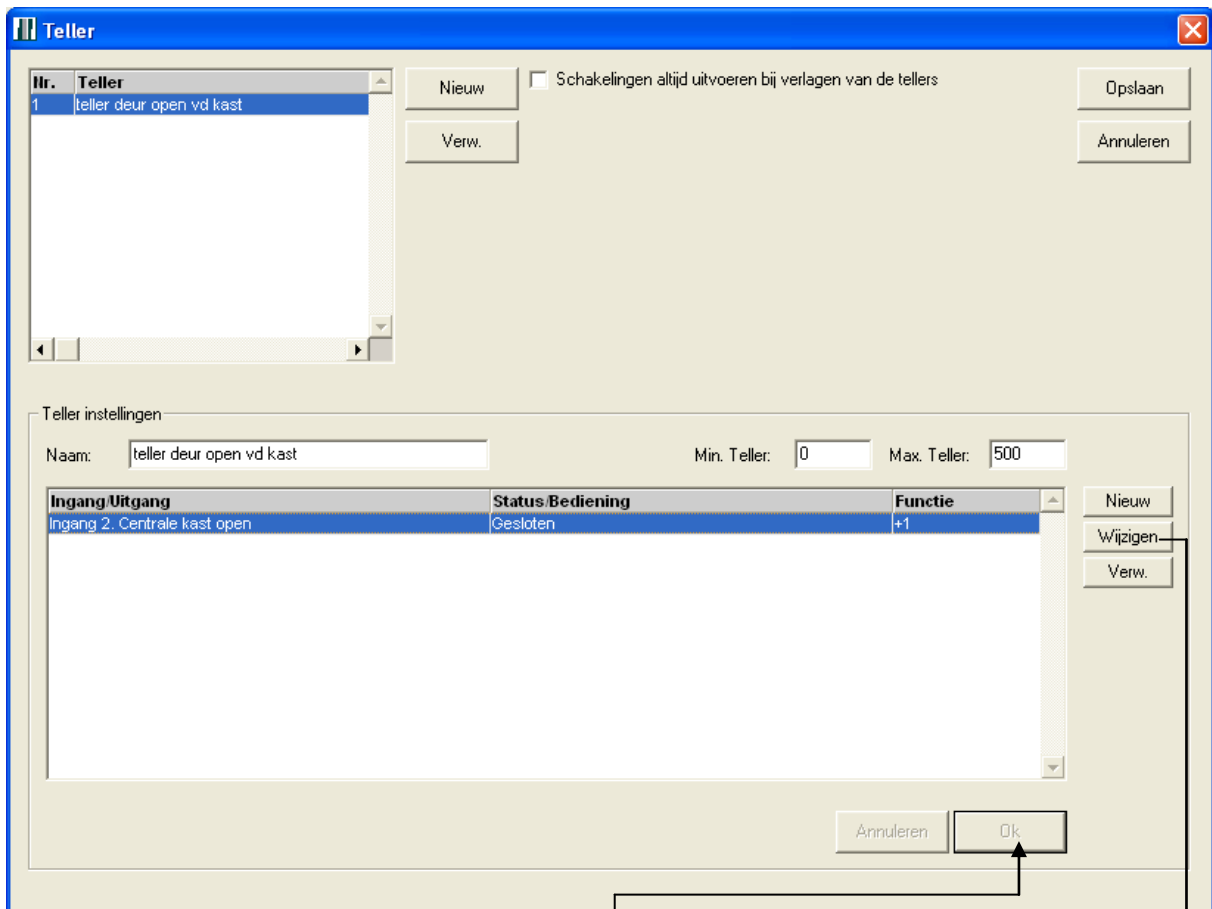 Teller
Nr. Teller
1 teller deur open vd kast
Nieuw
Verw.
Schakelingen altijd uitvoeren bij verlagen van de tellers
Opslaan
Annuleren
Teller instellingen
Naam: teller deur open vd kast Min. Teller: 0 Max. Teller: 500
Ingang/Uitgang Status/Bediening Functie
Ingang 2. Centrale kast open Gesloten +1
Nieuw
Wijzigen
Verw.
Annuleren Ok